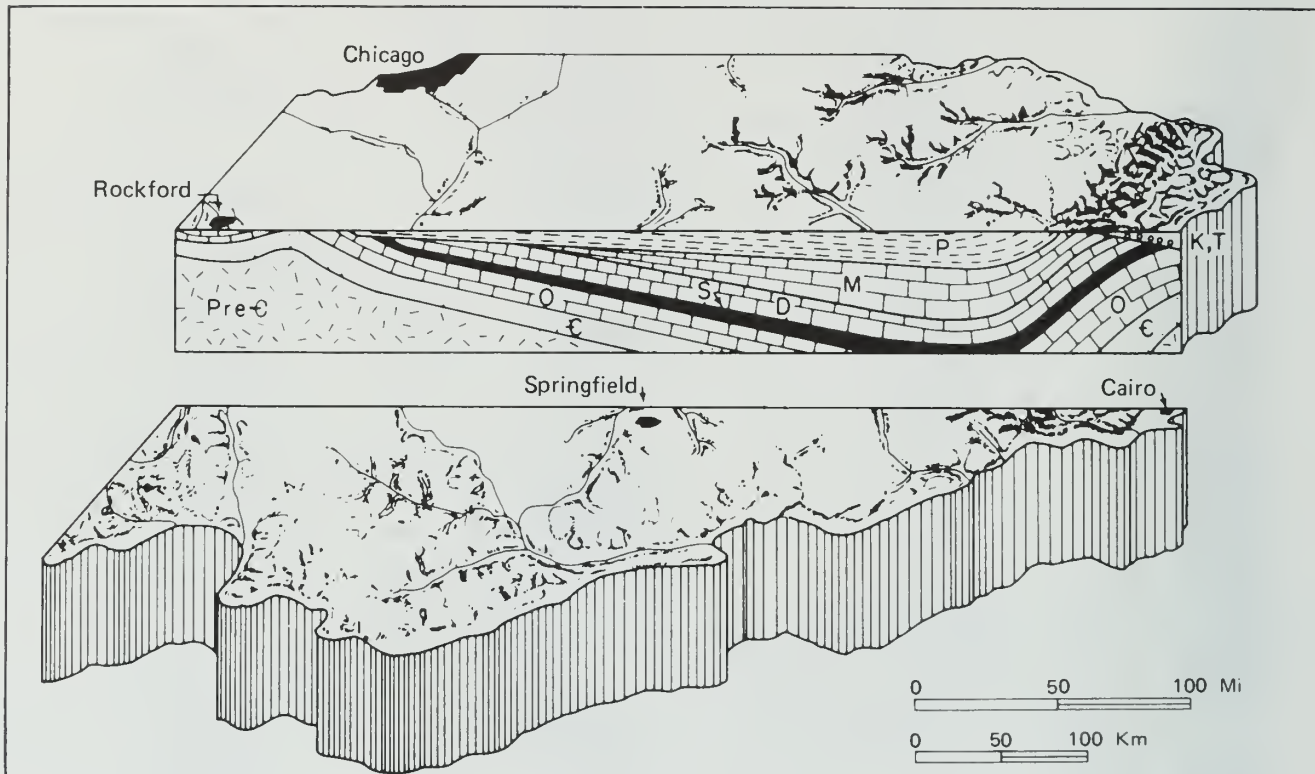 Chicago
Rockford
K,T
P
M
Pre-Ꞓ
O
S
D
O
Ꞓ
Ꞓ
Springfield
Cairo
0 50 100 Mi
0 50 100 Km